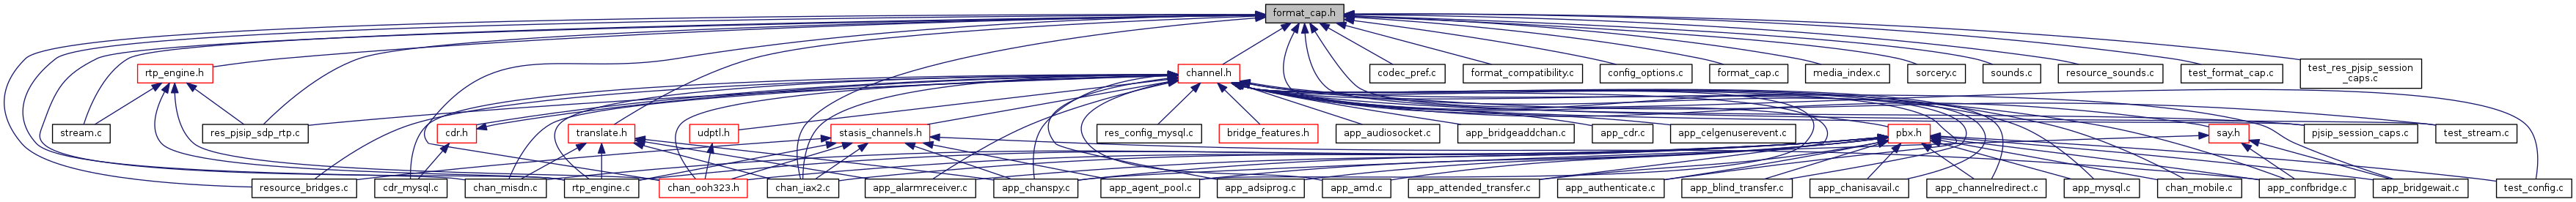 format_cap.h
rtp_engine.h
channel.h
codec_pref.c
format_compatibility.c
config_options.c
format_cap.c
media_index.c
sorcery.c
sounds.c
resource_sounds.c
test_format_cap.c
test_res_pjsip_session
_caps.c
stream.c
res_pjsip_sdp_rtp.c
cdr.h
translate.h
udptl.h
stasis_channels.h
res_config_mysql.c
bridge_features.h
app_audiosocket.c
app_bridgeaddchan.c
app_cdr.c
app_celgenuserevent.c
pbx.h
say.h
pjsip_session_caps.c
test_stream.c
resource_bridges.c
cdr_mysql.c
chan_misdn.c
rtp_engine.c
chan_ooh323.h
chan_iax2.c
app_alarmreceiver.c
app_chanspy.c
app_agent_pool.c
app_adsiprog.c
app_amd.c
app_attended_transfer.c
app_authenticate.c
app_blind_transfer.c
app_chanisavail.c
app_channelredirect.c
app_mysql.c
chan_mobile.c
app_confbridge.c
app_bridgewait.c
test_config.c